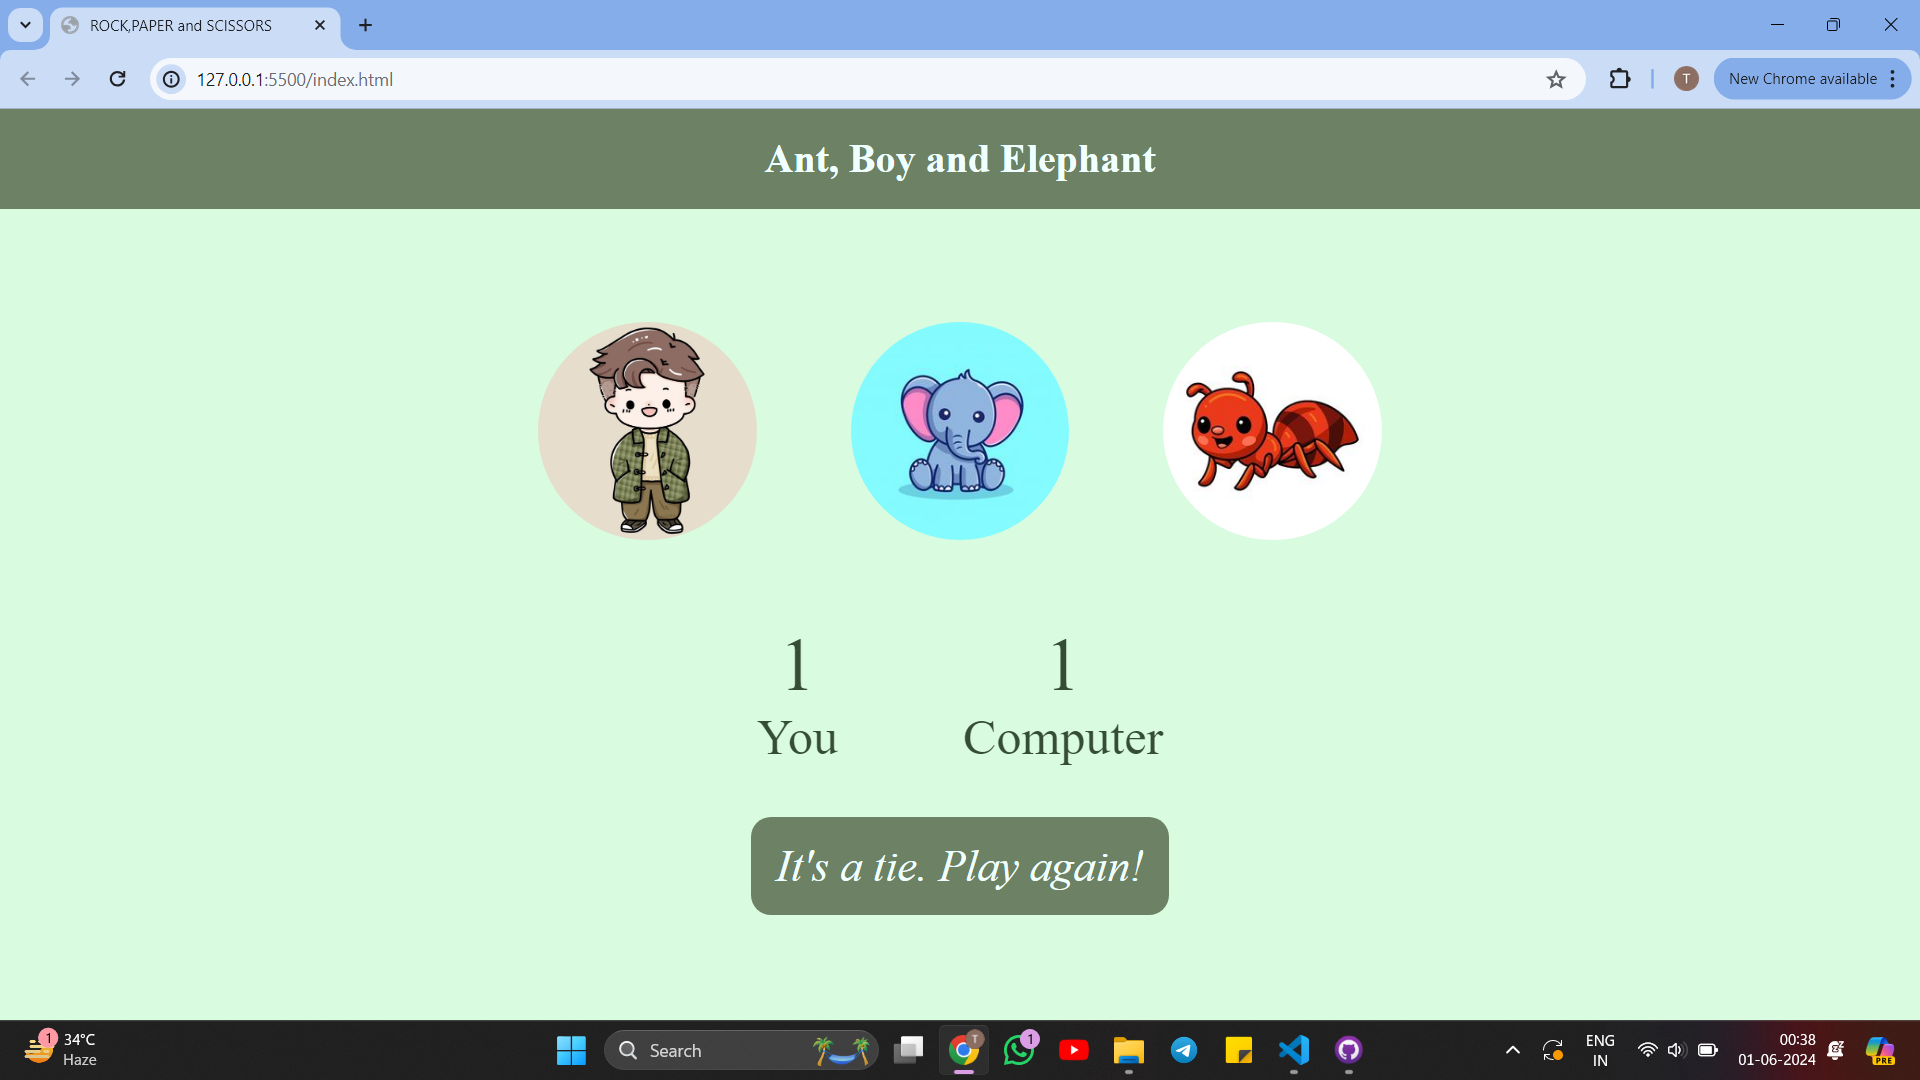 ROCK,PAPER and SCISSORS
127.0.0.1:5500/index.html
T
New Chrome available
Ant, Boy and Elephant
1
1
You
Computer
It's a tie. Play again!
1
34°C
Haze
Search
T
1
ENG
IN
00:38
01-06-2024
PRE